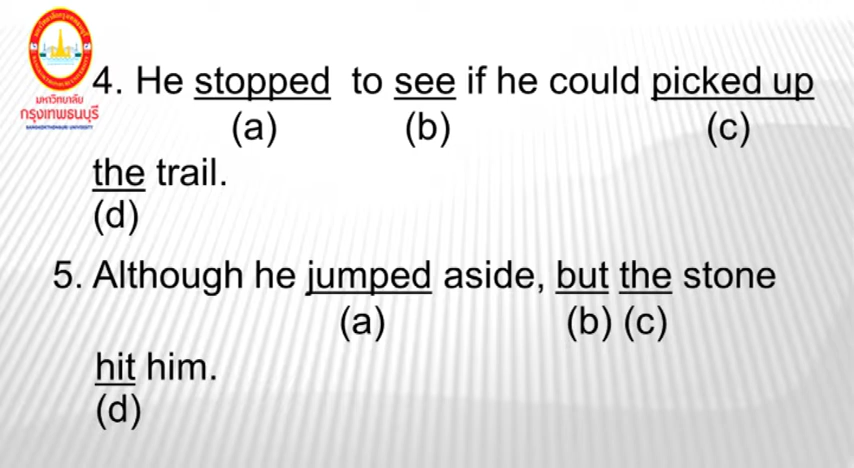 4. He stopped to see if he could picked up
(a) (b) (c)
the trail.
(d)
5. Although he jumped aside, but the stone
(a) (b) (c)
hit him.
(d)
มหาวิทยาลัย
กรุงเทพธนบุรี
BANGKOKTHONBURI UNIVERSITY